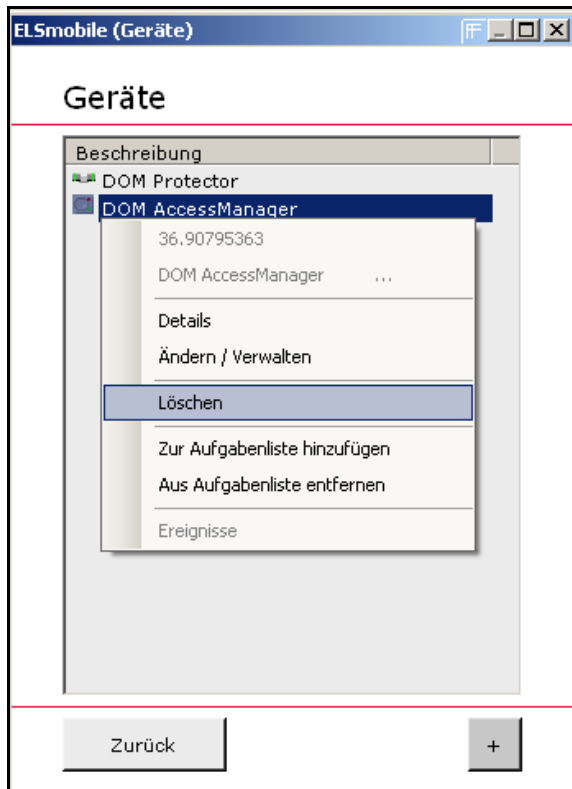 ELSmobile (Geräte)
Geräte
Beschreibung
DOM Protector
DOM AccessManager
36.90795363
DOM AccessManager ...
Details
Ändern / Verwalten
Löschen
Zur Aufgabenliste hinzufügen
Aus Aufgabenliste entfernen
Ereignisse
Zurück
+